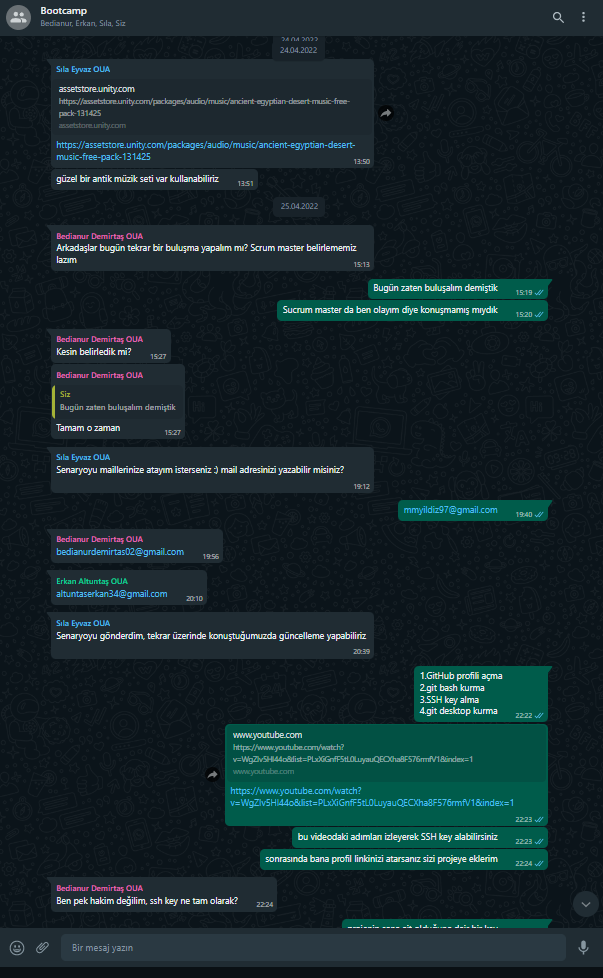 Bootcamp
Bedianur, Erkan, Sıla, Siz
24.04.2022
24.04.2022
Sıla Eyvaz OUA
assetstore.unity.com
https://assetstore.unity.com/packages/audio/music/ancient-egyptian-desert-music-free-
pack-131425
assetstore.unity.com
https://assetstore.unity.com/packages/audio/music/ancient-egyptian-desert-
music-free-pack-131425
13:50
güzel bir antik müzik seti var kullanabiliriz
13:51
25.04.2022
Bedianur Demirtaş OUA
Arkadaşlar bugün tekrar bir buluşma yapalım mı? Scrum master belirlememiz
lazım
15:13
Bugün zaten buluşalım demiştik
15:19
Sucrum master da ben olayım diye konuşmamış mıydık
15:20
Bedianur Demirtaş OUA
Kesin belirledik mi?
15:27
Bedianur Demirtaş OUA
Siz
Bugün zaten buluşalım demiştik
Tamam o zaman
15:27
Sıla Eyvaz OUA
Senaryoyu maillerinize atayım isterseniz :) mail adresinizi yazabilir misiniz?
19:12
mmyildiz97@gmail.com
19:40
Bedianur Demirtaş OUA
bedianurdemirtas02@gmail.com
19:56
Erkan Altuntaş OUA
altuntaserkan34@gmail.com
20:10
Sıla Eyvaz OUA
Senaryoyu gönderdim, tekrar üzerinde konuştuğumuzda güncelleme yapabiliriz
20:39
1.GitHub profili açma
2.git bash kurma
3.SSH key alma
4.git desktop kurma
22:22
www.youtube.com
https://www.youtube.com/watch?
v=WgZIv5HI44o&list=PLxXiGnfF5tL0LuyauQECXha8F576rmfV1&index=1
www.youtube.com
https://www.youtube.com/watch?
v=WgZIv5HI44o&list=PLxXiGnfF5tL0LuyauQECXha8F576rmfV1&index=1
22:23
bu videodaki adımları izleyerek SSH key alabilirsiniz
22:23
sonrasında bana profil linkinizi atarsanız sizi projeye eklerim
22:24
Bedianur Demirtaş OUA
Ben pek hakim değilim, ssh key ne tam olarak?
22:24
Bir mesaj yazın